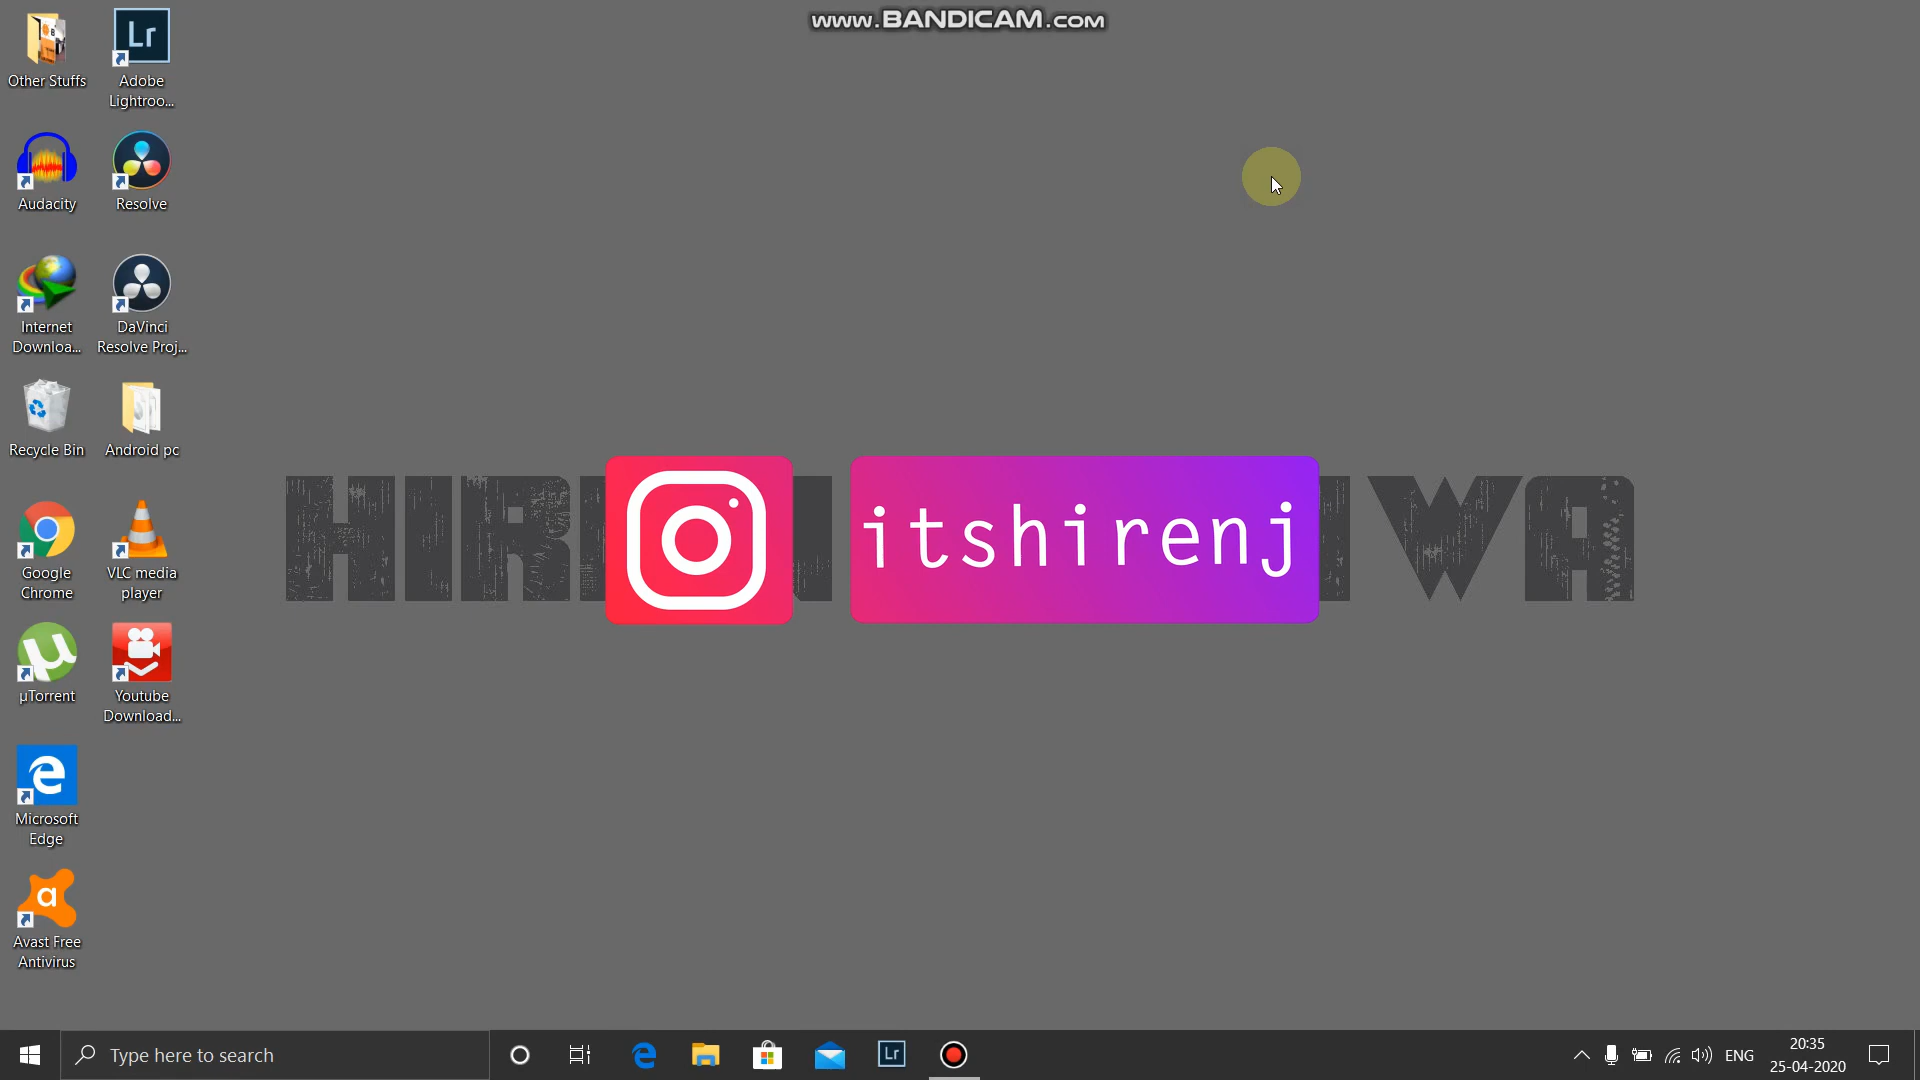 www.BANDICAM.com
Other Stuffs
Adobe
Lightroo...
Lr
Audacity
Resolve
Internet
Downloa...
DaVinci
Resolve Proj...
Recycle Bin
Android pc
Google
Chrome
VLC media
player
µTorrent
Youtube
Download...
Microsoft
Edge
Avast Free
Antivirus
itshirenj
Type here to search
Lr
ENG
20:35
25-04-2020